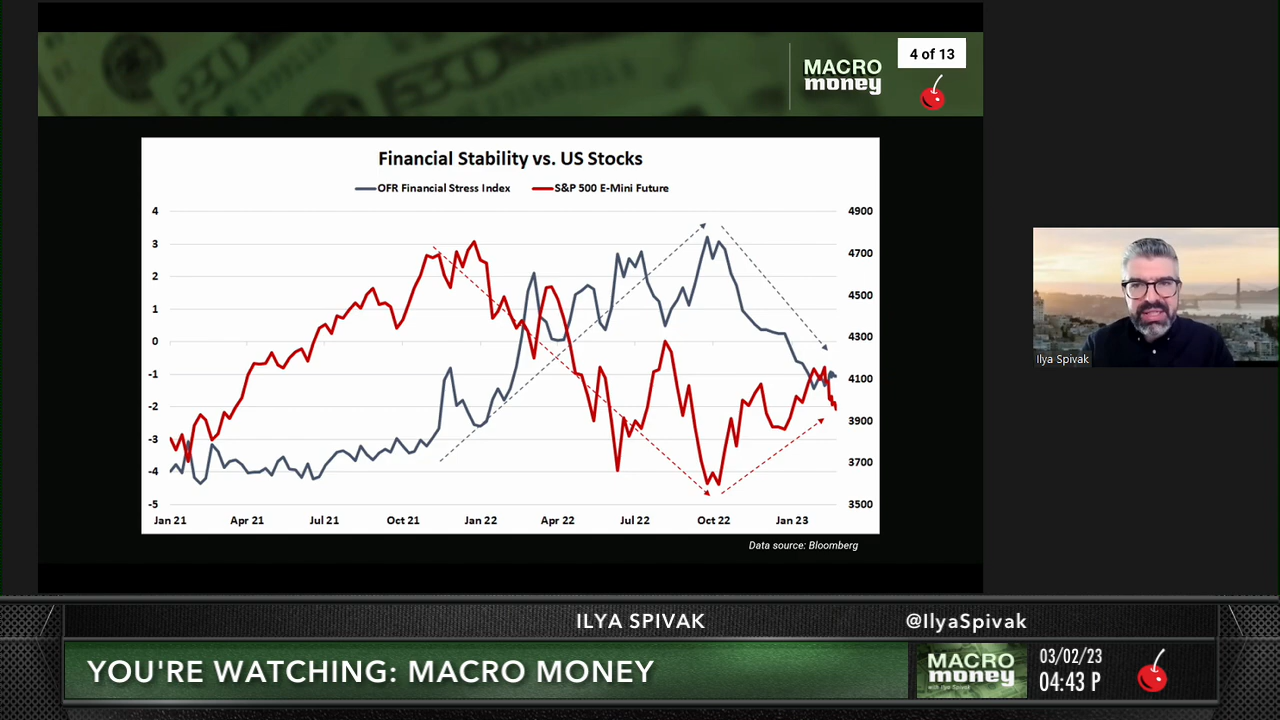 MACRO
money
4 of 13
Financial Stability vs. US Stocks
OFR Financial Stress Index
S&P 500 E-Mini Future
4
3
2
1
0
-1
-2
-3
-4
-5
4900
4700
4500
4300
4100
3900
3700
3500
Jan 21
Apr 21
Jul 21
Oct 21
Jan 22
Apr 22
Jul 22
Oct 22
Jan 23
Data source: Bloomberg
Ilya Spivak
ILYA SPIVAK
@IlyaSpivak
YOU'RE WATCHING: MACRO MONEY
MACRO
money
with Ilya Spivak
03/02/23
04:43 P